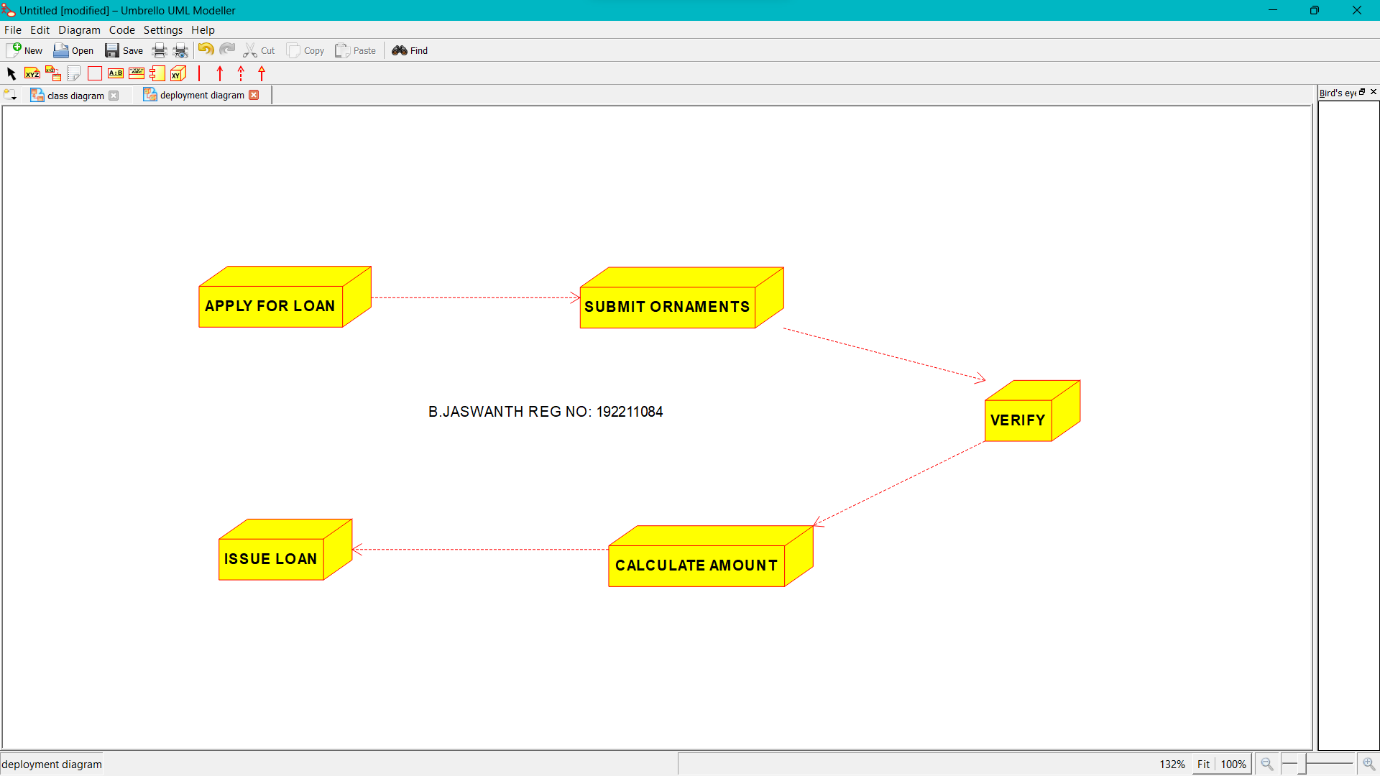 Untitled [modified] – Umbrello UML Modeller
File Edit Diagram Code Settings Help
New Open Save Cut Copy Paste Find
class diagram deployment diagram
Bird's eye
APPLY FOR LOAN SUBMIT ORNAMENTS
B.JASWANTH REG NO: 192211084
VERIFY
ISSUE LOAN CALCULATE AMOUNT
deployment diagram 132% Fit 100%